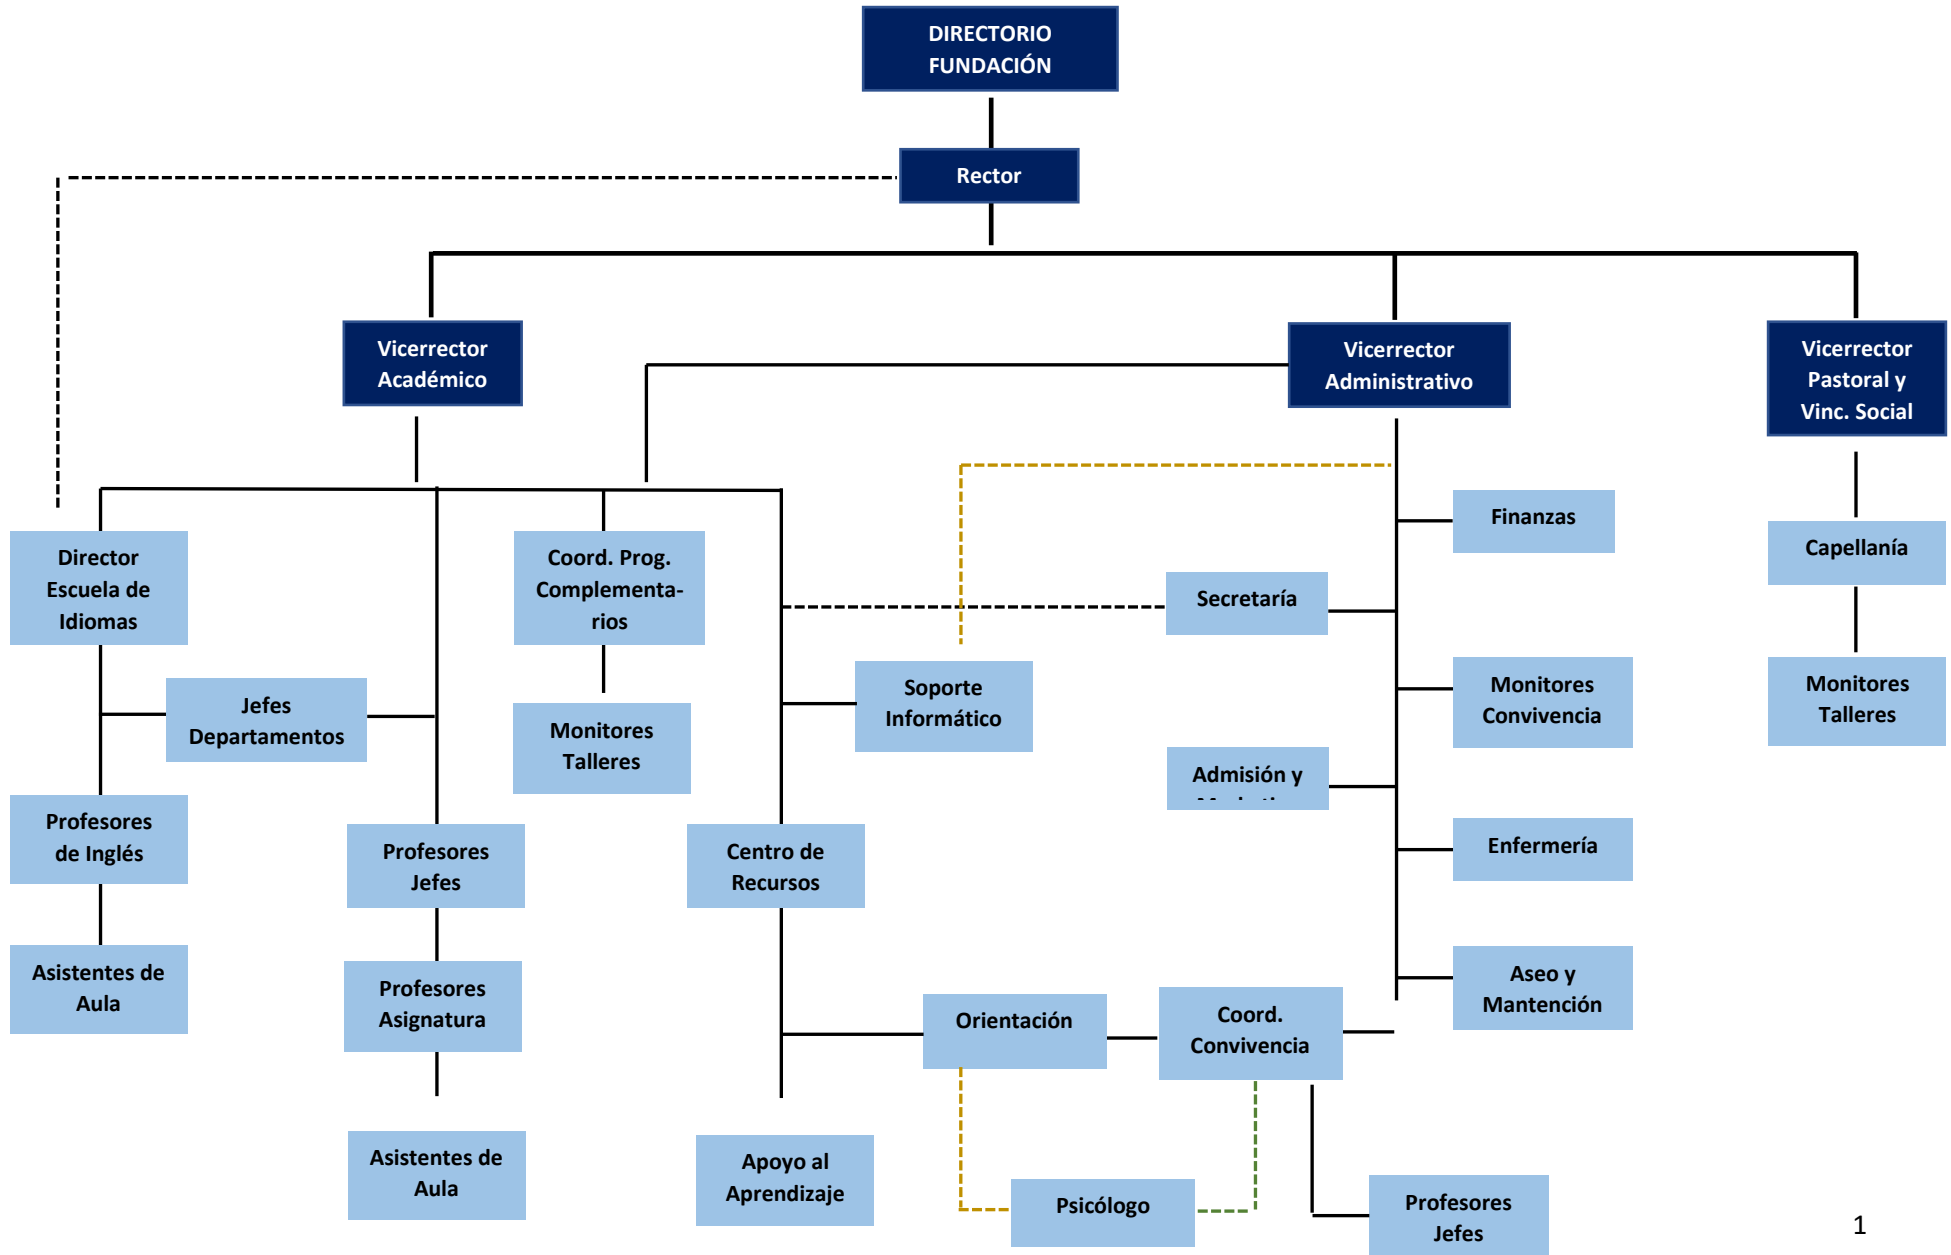 DIRECTORIO
FUNDACIÓN
Rector
Vicerrector
Académico
Vicerrector
Administrativo
Vicerrector
Pastoral y
Vinc. Social
Director
Escuela de
Idiomas
Coord. Prog.
Complementa-
rios
Finanzas
Capellanía
Secretaría
Jefes
Departamentos
Monitores
Talleres
Soporte
Informático
Monitores
Convivencia
Monitores
Talleres
Admisión y
Profesores
de Inglés
Profesores
Jefes
Centro de
Recursos
Enfermería
Asistentes de
Aula
Profesores
Asignatura
Orientación
Coord.
Convivencia
Aseo y
Mantención
Asistentes de
Aula
Apoyo al
Aprendizaje
Psicólogo
Profesores
Jefes
1